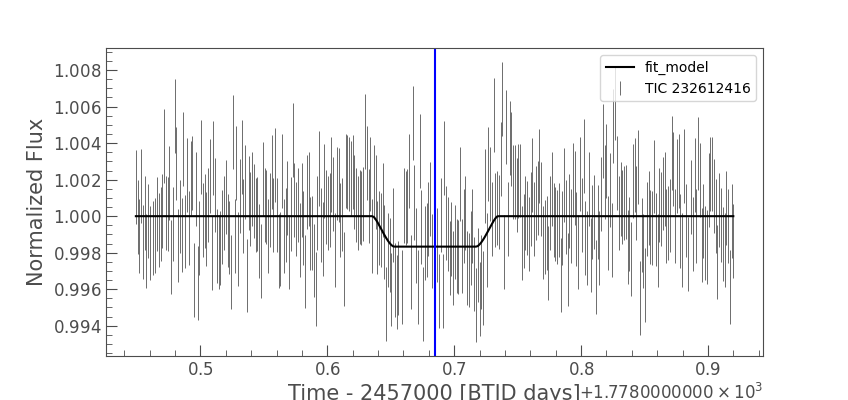 fit_model
TIC 232612416
Normalized Flux
1.008
1.006
1.004
1.002
1.000
0.998
0.996
0.994
0.5 0.6 0.7 0.8 0.9
Time - 2457000 [BTJD days]
+1.7780000000 × 10³